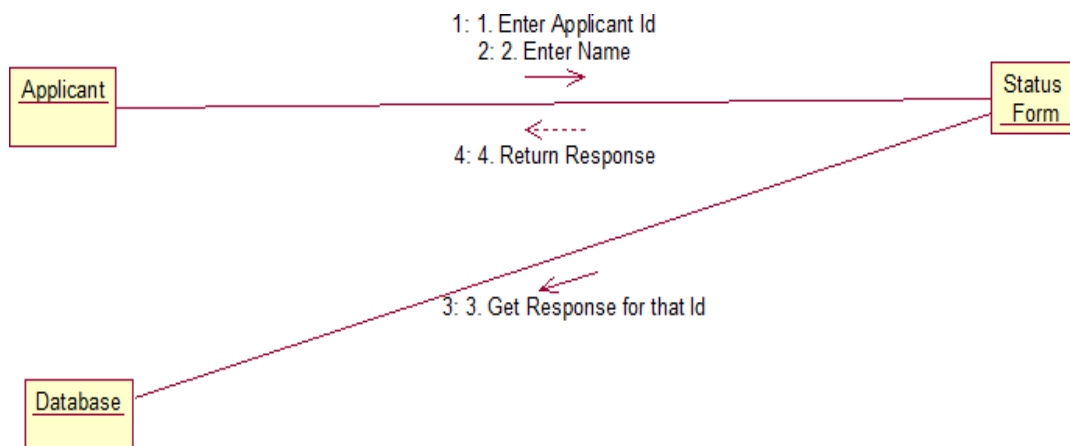 1: 1. Enter Applicant Id
2: 2. Enter Name
Applicant
Status
Form
4: 4. Return Response
3: 3. Get Response for that Id
Database